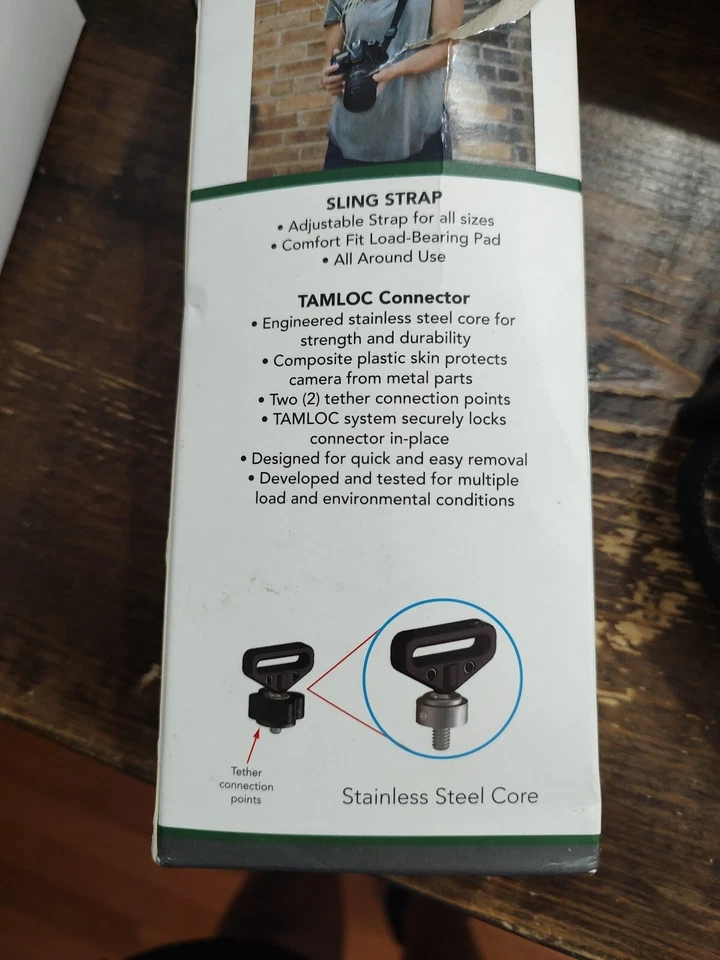 SLING STRAP
• Adjustable Strap for all sizes
• Comfort Fit Load-Bearing Pad
• All Around Use
TAMLOC Connector
• Engineered stainless steel core for
strength and durability
• Composite plastic skin protects
camera from metal parts
• Two (2) tether connection points
• TAMLOC system securely locks
connector in-place
• Designed for quick and easy removal
• Developed and tested for multiple
load and environmental conditions
Tether
connection
points
Stainless Steel Core